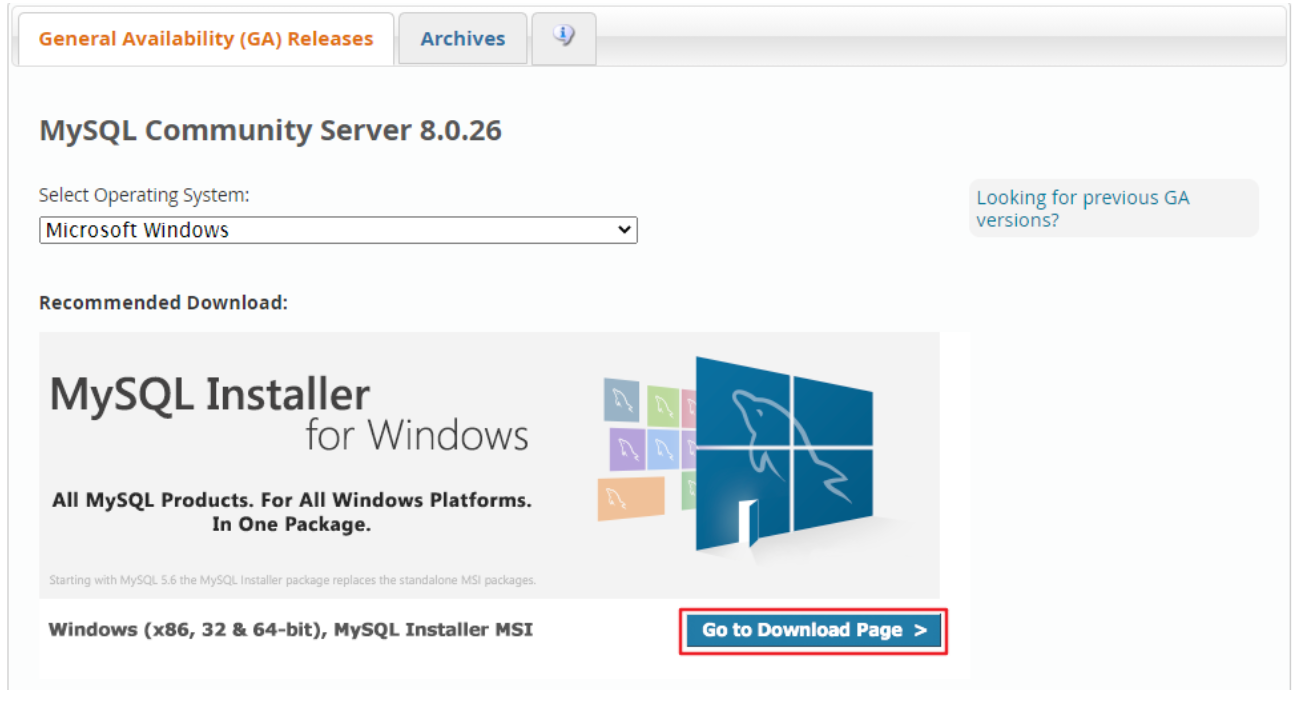 General Availability (GA) Releases
Archives
MySQL Community Server 8.0.26
Select Operating System:
Microsoft Windows
Looking for previous GA
versions?
Recommended Download:
MySQL Installer
for Windows
All MySQL Products. For All Windows Platforms.
In One Package.
Starting with MySQL 5.6 the MySQL Installer package replaces the standalone MSI packages.
Windows (x86, 32 & 64-bit), MySQL Installer MSI
Go to Download Page >